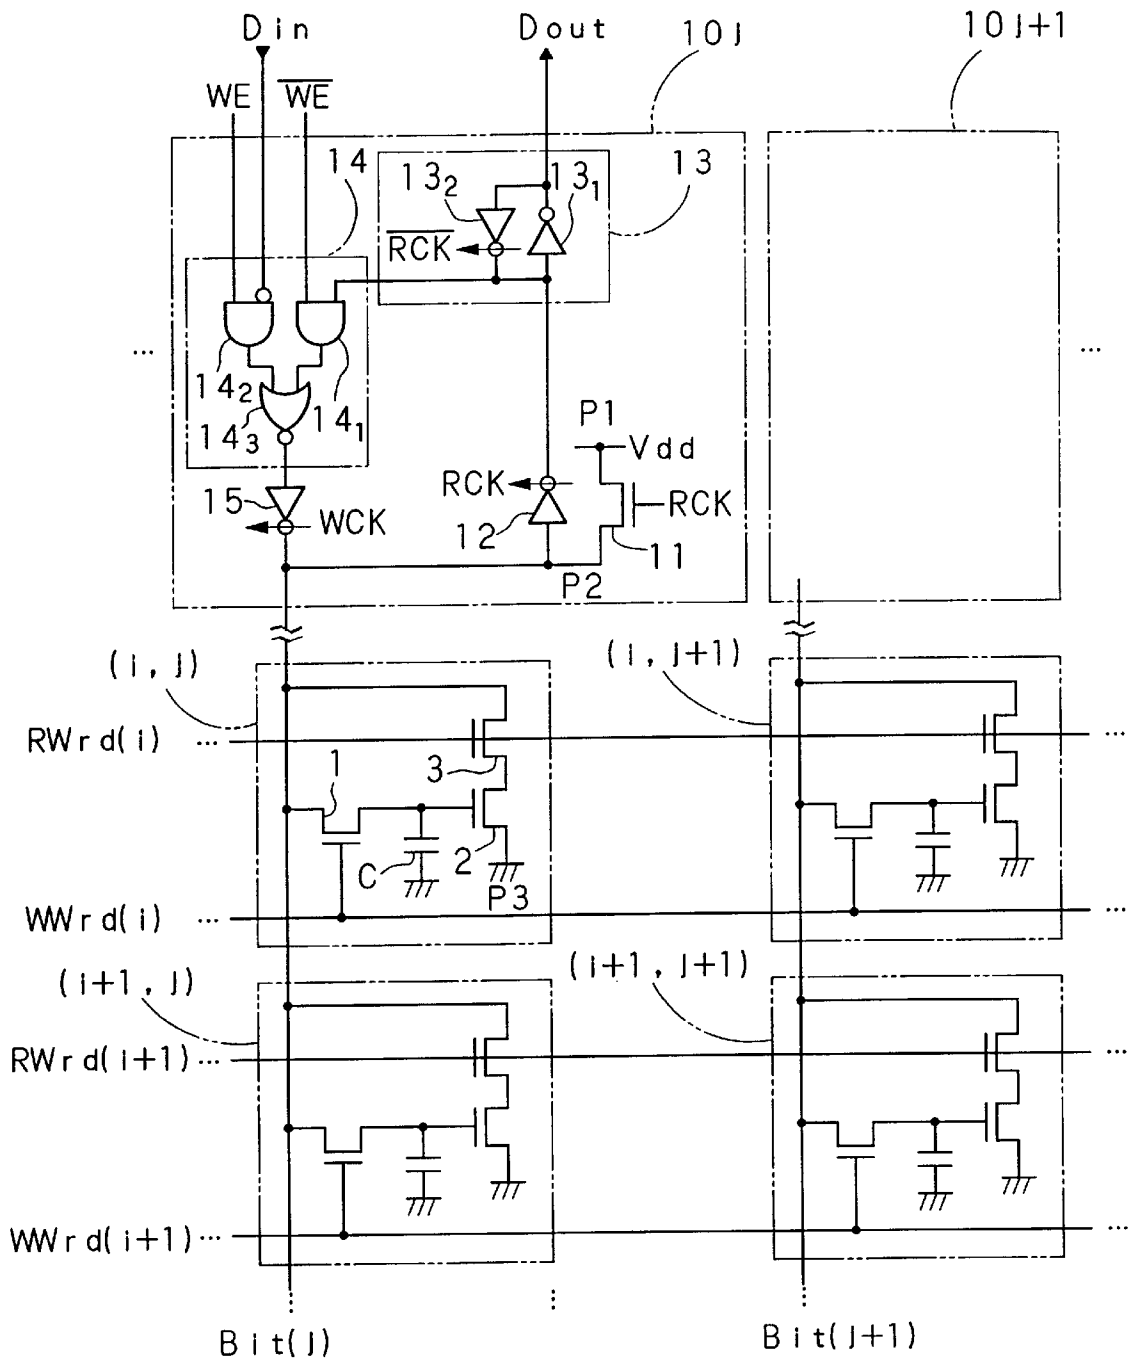 Din
Dout
10J
10J+1
WE
W̅E̅
14
13₂
13₁
13
R̅C̅K̅
14₂
14₁
14₃
P1
Vdd
RCK
RCK
15
WCK
12
11
P2
(i, J)
(i, J+1)
RWrd(i) ...
...
1
3
C
2
P3
WWrd(i) ...
...
(i+1, J)
(i+1, J+1)
RWrd(i+1) ...
...
WWrd(i+1) ...
...
Bit(J)
Bit(J+1)